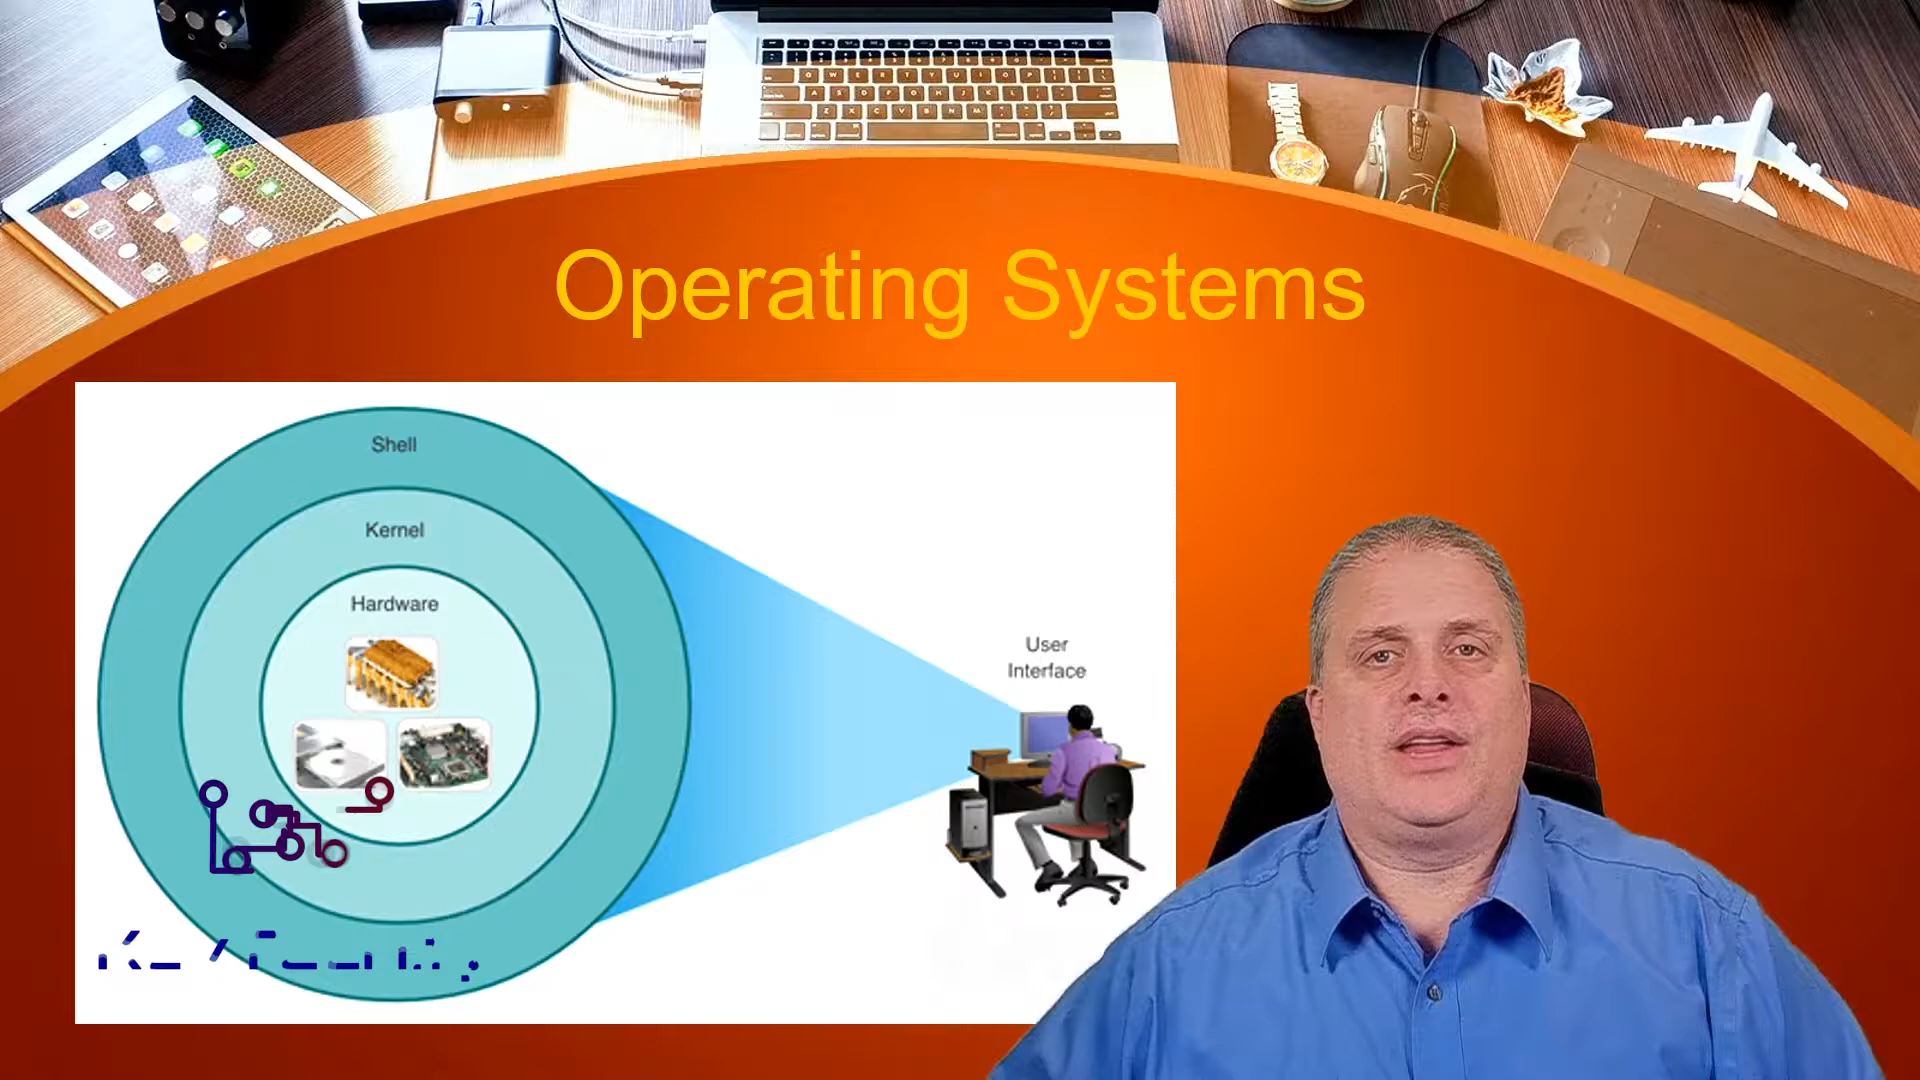 Operating Systems
Shell
Kernel
Hardware
User
Interface